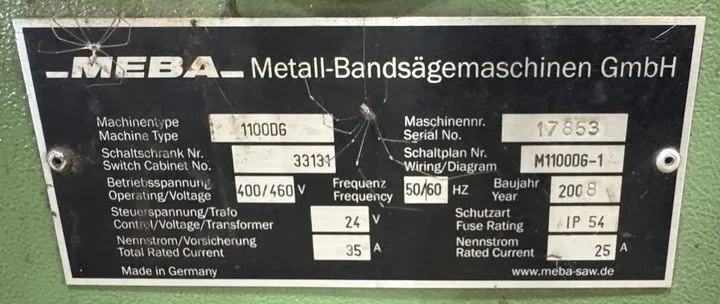 MEBA Metall-Bandsägemaschinen GmbH
Machinentype 1100D6 Maschinennr. 17853
Machine Type Serial No.
Schaltschrank Nr. 33131 Schaltplan Nr. M1100D6-1
Switch Cabinet No. Wiring/Diagram
Betriebsspannung 400/460 V Frequenz 50/60 HZ Baujahr 2008
Operating/Voltage Frequency Year
Steuerspannung/Trafo 24 V Schutzart IP 54
Control/Voltage/Transformer Fuse Rating
Nennstrom/Vorsicherung 35 A Nennstrom 25 A
Total Rated Current Rated Current
Made in Germany www.meba-saw.de